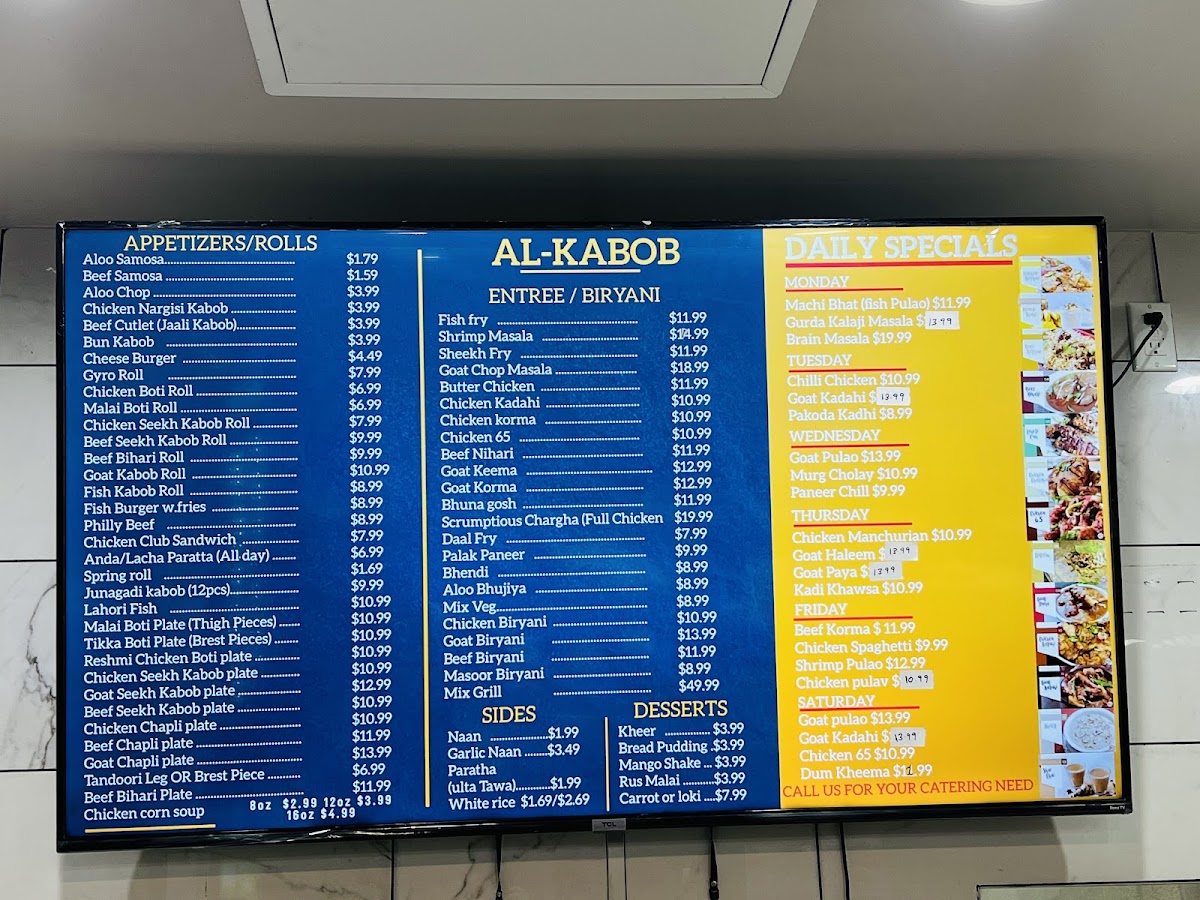 APPETIZERS/ROLLS
Aloo Samosa $1.79
Beef Samosa $1.59
Aloo Chop $3.99
Chicken Nargisi Kabob $3.99
Beef Cutlet (Jaali Kabob) $3.99
Bun Kabob $3.99
Cheese Burger $4.49
Gyro Roll $7.99
Chicken Boti Roll $6.99
Malai Boti Roll $6.99
Chicken Seekh Kabob Roll $7.99
Beef Seekh Kabob Roll $9.99
Beef Bihri Roll $9.99
Goat Kabob Roll $10.99
Fish Kabob Roll $8.99
Fish Burger w.fries $8.99
Philly Beef $8.99
Chicken Club Sandwich $7.99
Anda/Lacha Paratta (All day) $6.99
Spring roll $1.69
Junagadi kabob (12pcs) $9.99
Lahori Fish $10.99
Malai Boti Plate (Thigh Pieces) $10.99
Tikka Boti Plate (Brest Pieces) $10.99
Reshmi Chicken Boti plate $10.99
Chicken Seekh Kabob plate $10.99
Goat Seekh Kabob plate $12.99
Beef Seekh Kabob plate $10.99
Chicken Chapli plate $10.99
Beef Chapli plate $11.99
Goat Chapli plate $13.99
Tandoori Leg OR Brest Piece $6.99
Beef Bihari Plate $11.99
Chicken corn soup 8oz $2.99 12oz $3.99
16oz $4.99
AL-KABOB
ENTREE / BIRYANI
Fish fry $11.99
Shrimp Masala $14.99
Sheekh Fry $11.99
Goat Chop Masala $18.99
Butter Chicken $11.99
Chicken Kadahi $10.99
Chicken korma $10.99
Chicken 65 $10.99
Beef Nihari $11.99
Goat Keema $12.99
Goat Korma $12.99
Bhuna gosh $11.99
Scrumptious Chargha (Full Chicken $19.99
Daal Fry $7.99
Palak Paneer $9.99
Bhendi $8.99
Aloo Bhujiya $8.99
Mix Veg $8.99
Chicken Biryani $10.99
Goat Biryani $13.99
Beef Biryani $11.99
Masoor Biryani $8.99
Mix Grill $49.99
SIDES
Naan $1.99
Garlic Naan $3.49
Paratha
(ulta Tawa) $1.99
White rice $1.69/$2.69
DESSERTS
Kheer $3.99
Bread Pudding $3.99
Mango Shake $3.99
Rus Malai $3.99
Carrot or loki $7.99
DAILY SPECIALS
MONDAY
Machi Bhat (fish Pulao) $11.99
Gurda Kalaji Masala $13.99
Brain Masala $19.99
TUESDAY
Chilli Chicken $10.99
Goat Kadahi $13.99
Pakoda Kadhi $8.99
WEDNESDAY
Goat Pulao $13.99
Murg Cholay $10.99
Paneer Chill $9.99
THURSDAY
Chicken Manchurian $10.99
Goat Haleem $13.99
Goat Paya $13.99
Kadi Khawsa $10.99
FRIDAY
Beef Korma $ 11.99
Chicken Spaghetti $9.99
Shrimp Pulao $12.99
Chicken pulav $10.99
SATURDAY
Goat pulao $13.99
Goat Kadahi $13.99
Chicken 65 $10.99
Dum Kheema $11.99
CALL US FOR YOUR CATERING NEED
TCL